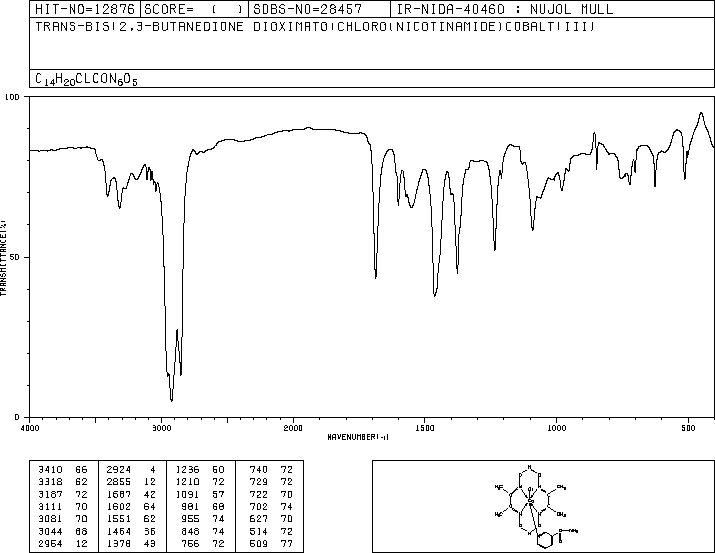 HIT-NO=12876 SCORE= ( ) SDBS-NO=28457 IR-NIDA-40460 : NUJOL MULL
TRANS-BIS(2,3-BUTANEDIONE DIOXIMATO)CHLORO(NICOTINAMIDE)COBALT(III)
C14H20CLCON6O5
100
50
0
TRANSMITTANCE(%)
4000 3000 2000 1500 1000 500
WAVENUMBER(-1)
3410 66 2924 4 1236 50 740 72
3318 62 2855 12 1210 72 729 72
3187 72 1687 42 1091 57 722 70
3111 70 1602 64 981 68 702 74
3081 70 1551 62 955 74 627 70
3044 68 1464 36 848 74 514 72
2954 12 1378 43 756 72 509 77